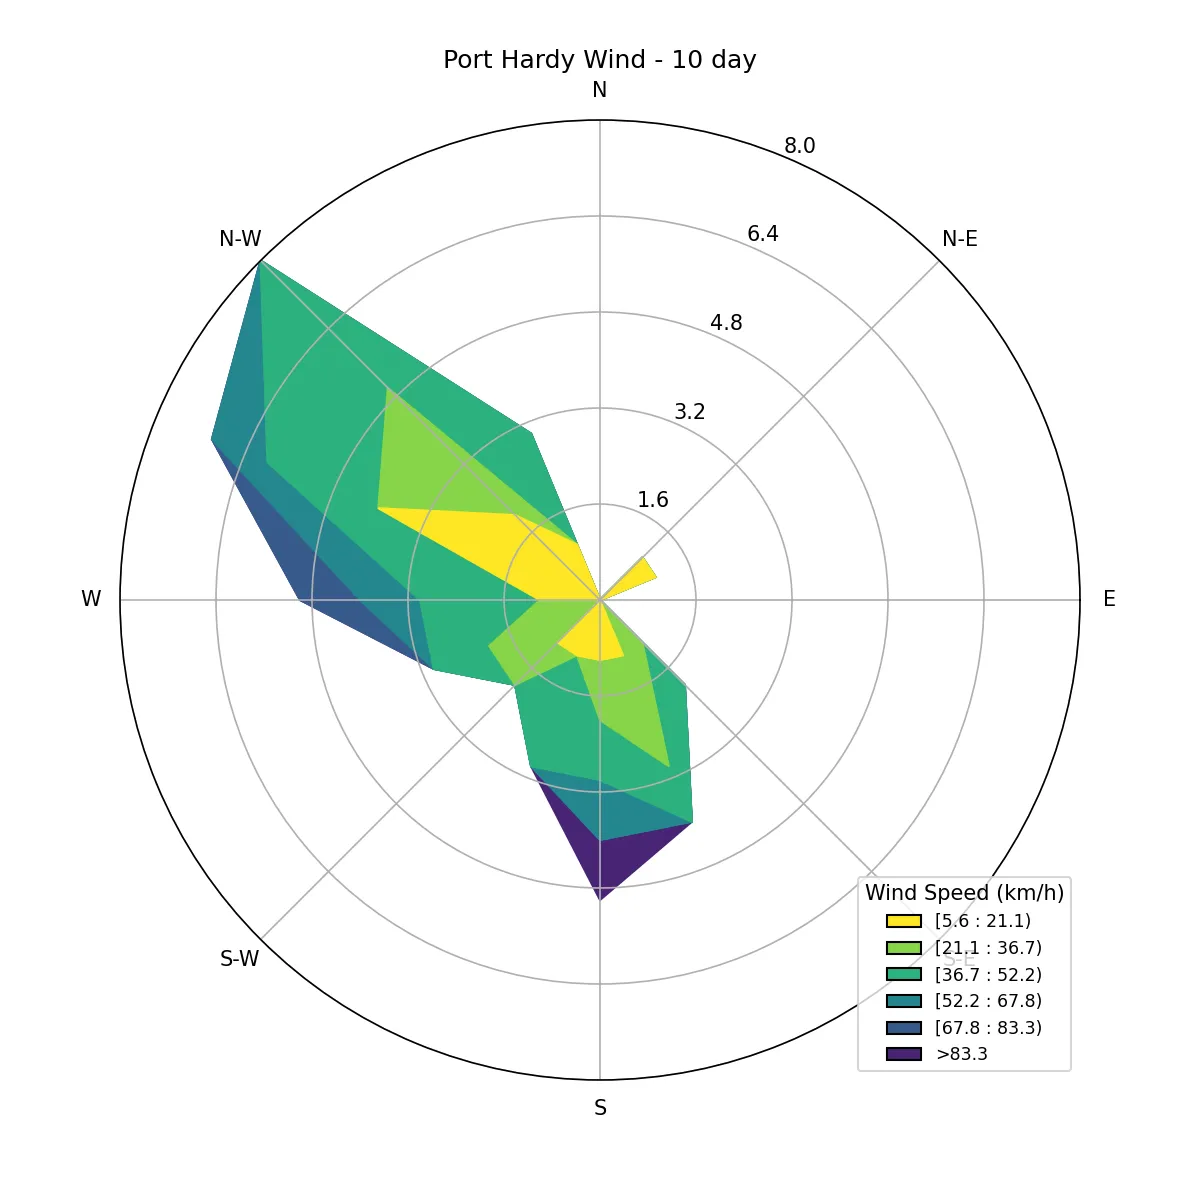 Port Hardy Wind - 10 day
N
8.0
6.4
N-W
N-E
4.8
3.2
1.6
W
E
Wind Speed (km/h)
[5.6 : 21.1)
[21.1 : 36.7)
S-W
S-E
[36.7 : 52.2)
[52.2 : 67.8)
[67.8 : 83.3)
>83.3
S